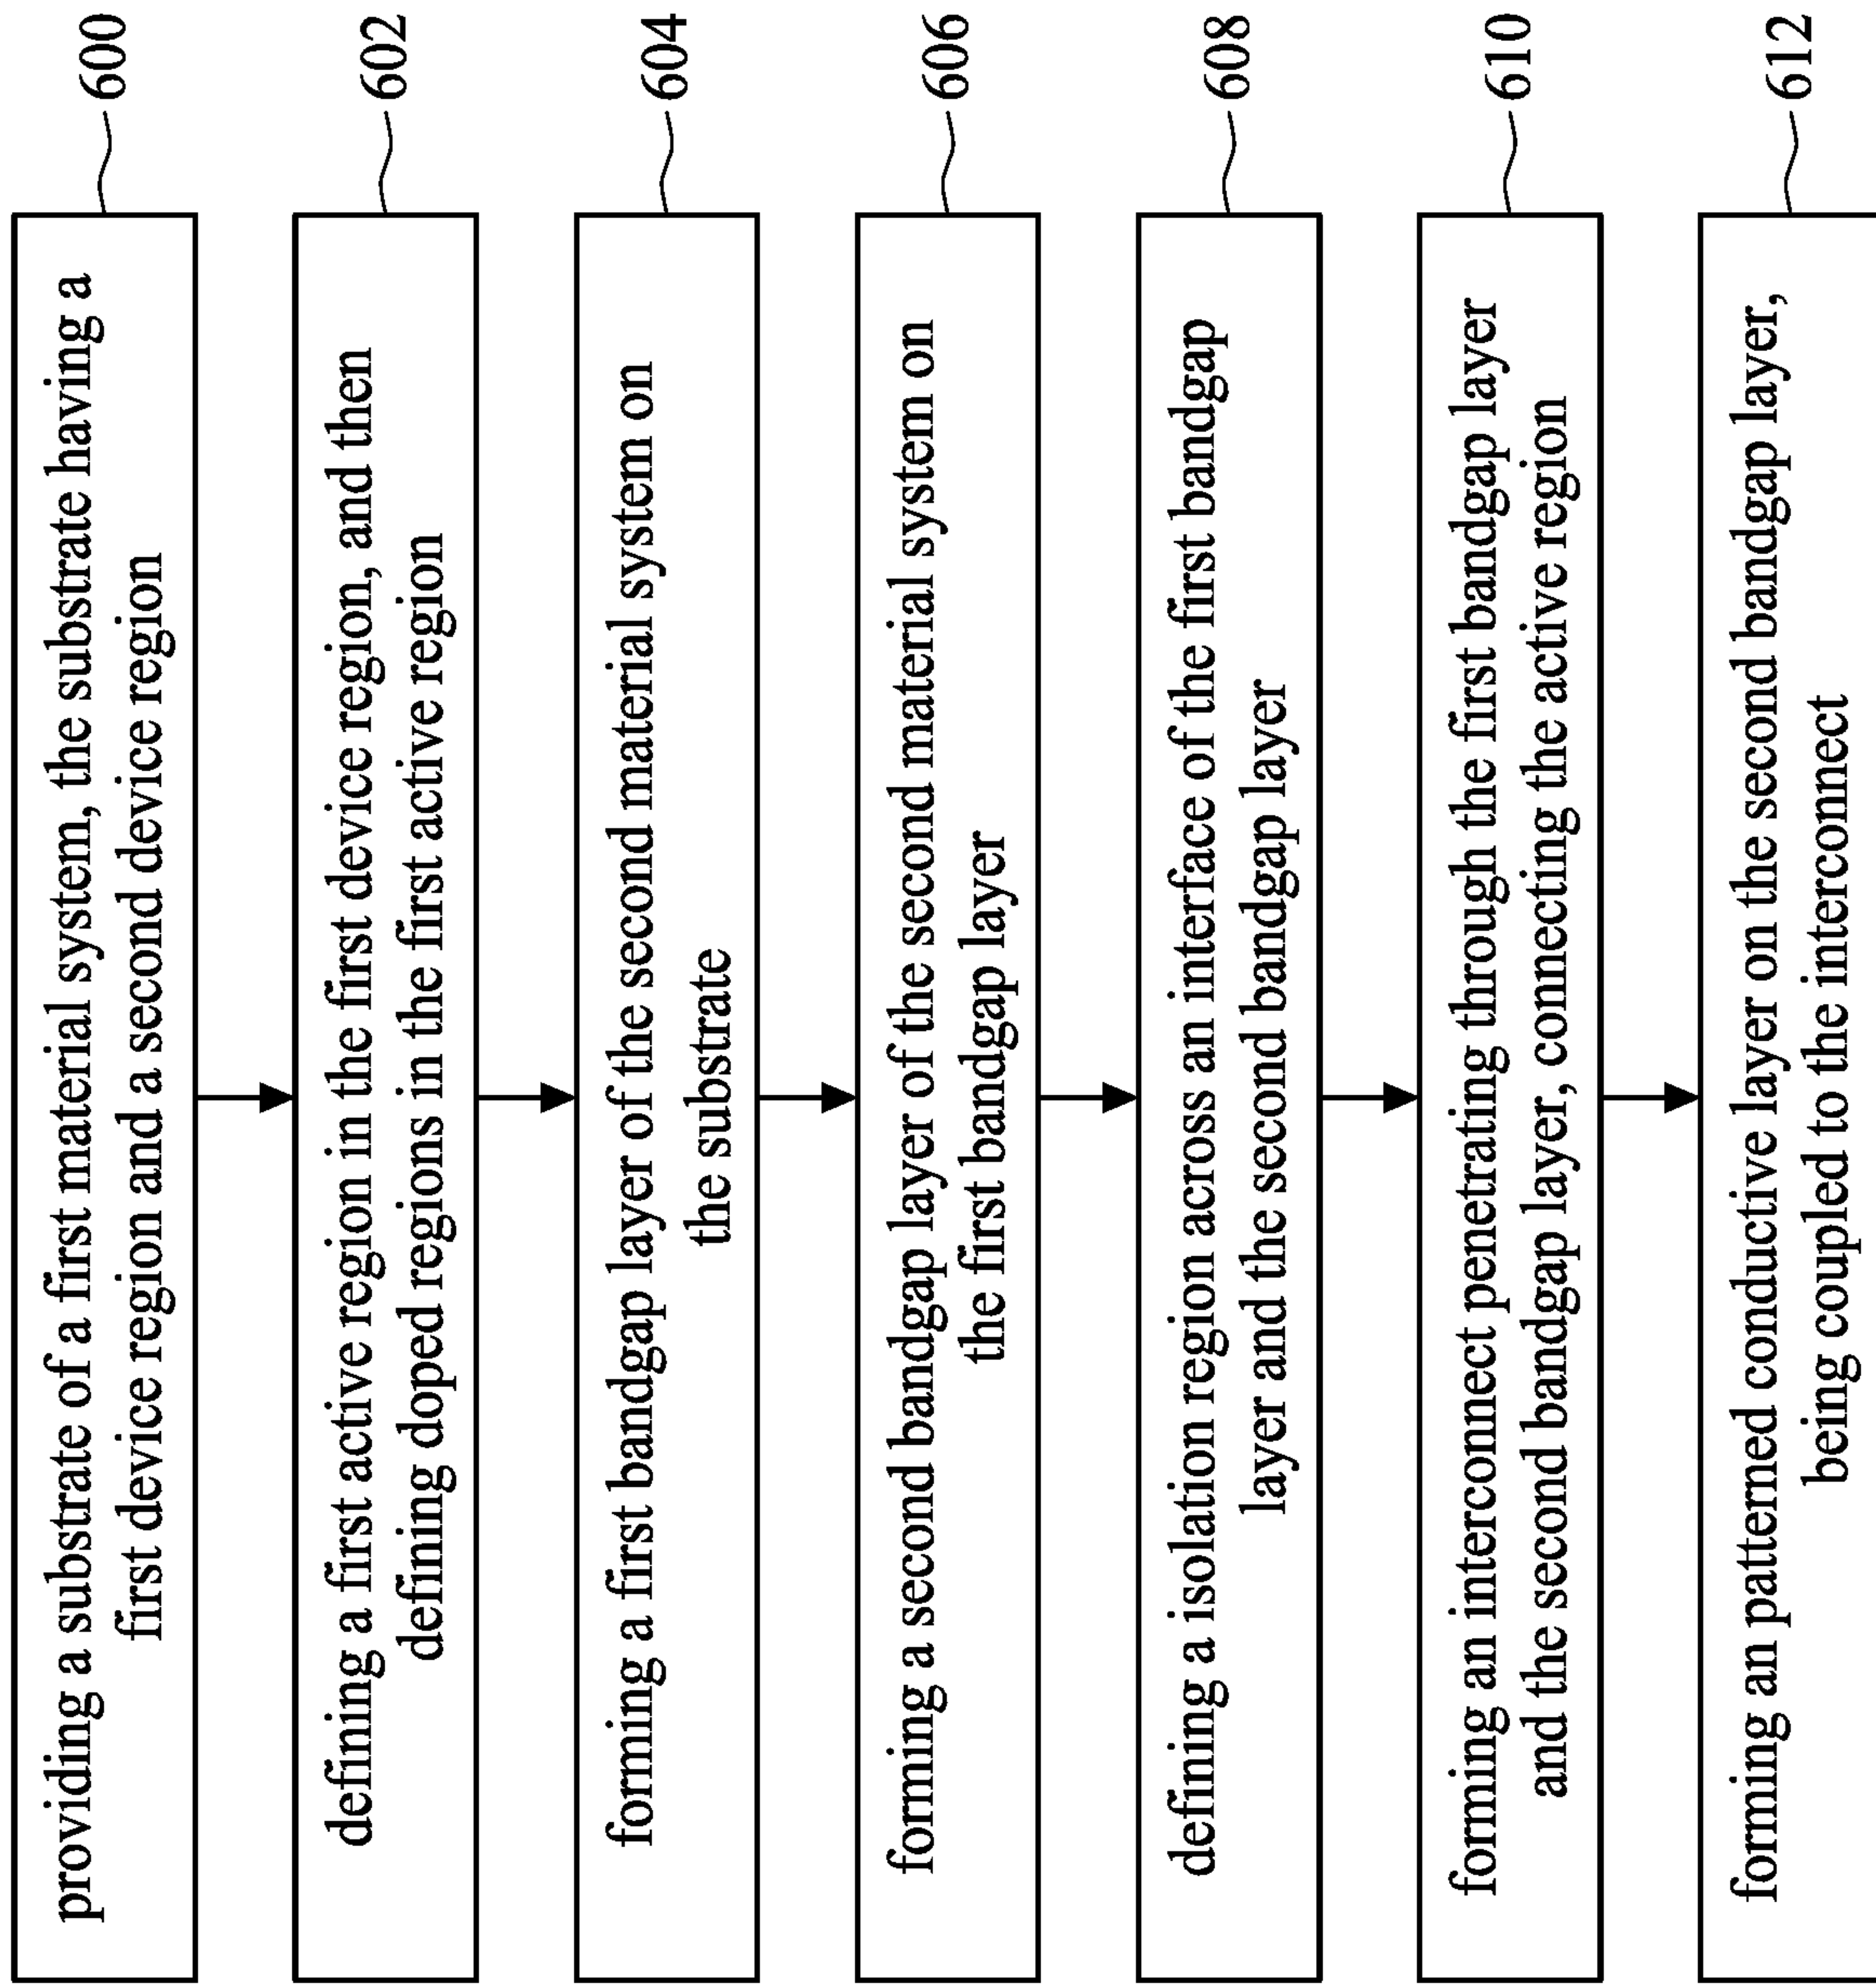 providing a substrate of a first material system, the substrate having a
first device region and a second device region
600
defining a first active region in the first device region, and then
defining doped regions in the first active region
602
forming a first bandgap layer of the second material system on
the substrate
604
forming a second bandgap layer of the second material system on
the first bandgap layer
606
defining a isolation region across an interface of the first bandgap
layer and the second bandgap layer
608
forming an interconnect penetrating through the first bandgap layer
and the second bandgap layer, connecting the active region
610
forming an patterned conductive layer on the second bandgap layer,
being coupled to the interconnect
612